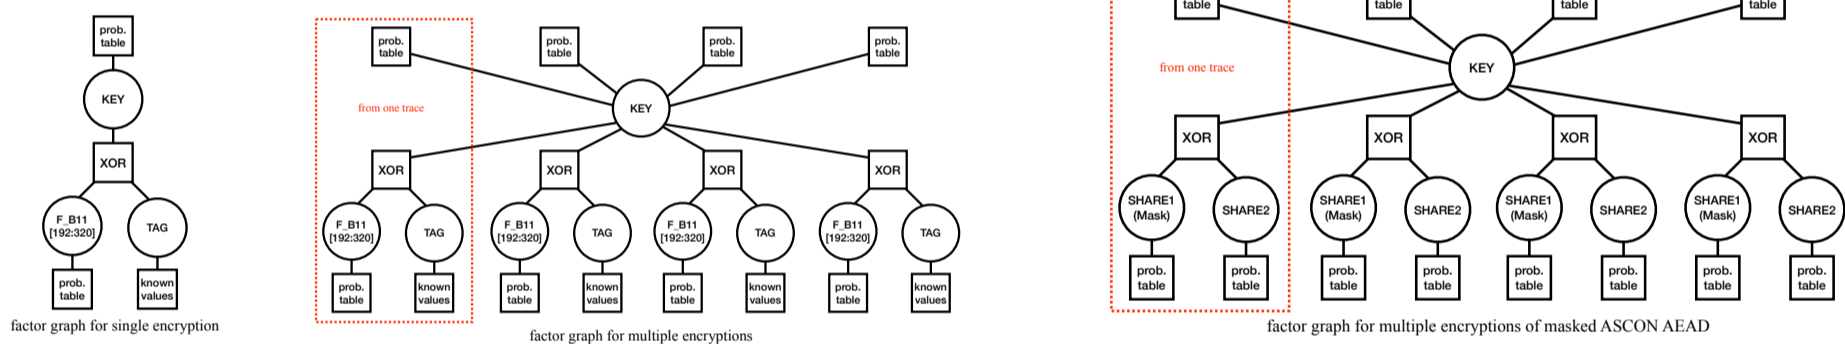 prob.
table
KEY
XOR
F_B11
[192:320]
TAG
prob.
table
known
values
factor graph for single encryption
prob.
table
prob.
table
prob.
table
prob.
table
from one trace
KEY
XOR
XOR
XOR
XOR
F_B11
[192:320]
TAG
F_B11
[192:320]
TAG
F_B11
[192:320]
TAG
F_B11
[192:320]
TAG
prob.
table
known
values
prob.
table
known
values
prob.
table
known
values
prob.
table
known
values
factor graph for multiple encryptions
table
table
table
table
from one trace
KEY
XOR
XOR
XOR
XOR
SHARE1
(Mask)
SHARE2
SHARE1
(Mask)
SHARE2
SHARE1
(Mask)
SHARE2
SHARE1
(Mask)
SHARE2
prob.
table
prob.
table
prob.
table
prob.
table
prob.
table
prob.
table
prob.
table
prob.
table
factor graph for multiple encryptions of masked ASCON AEAD